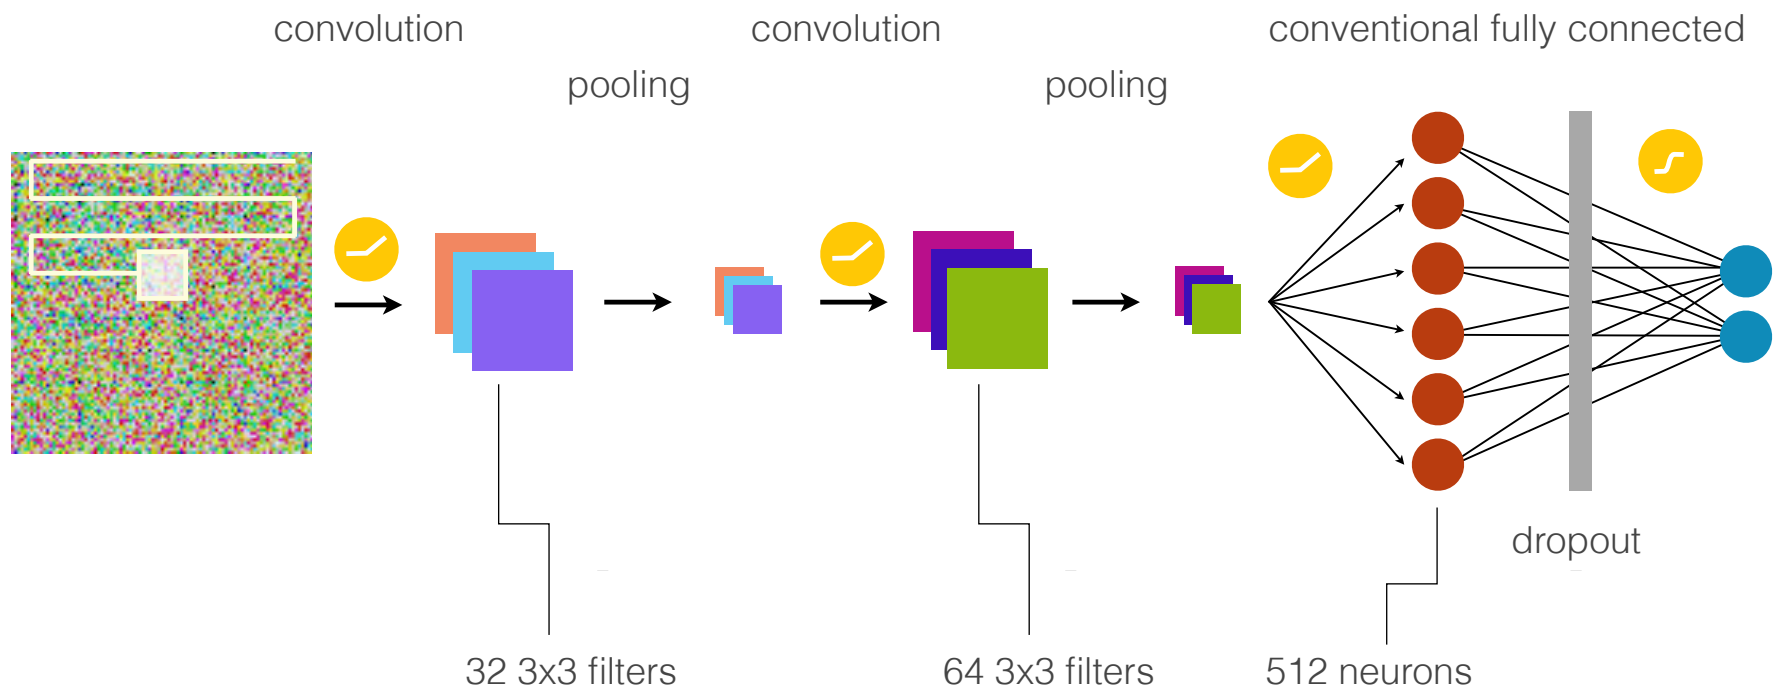 convolution
convolution
conventional fully connected
pooling
pooling
dropout
32 3x3 filters
64 3x3 filters
512 neurons